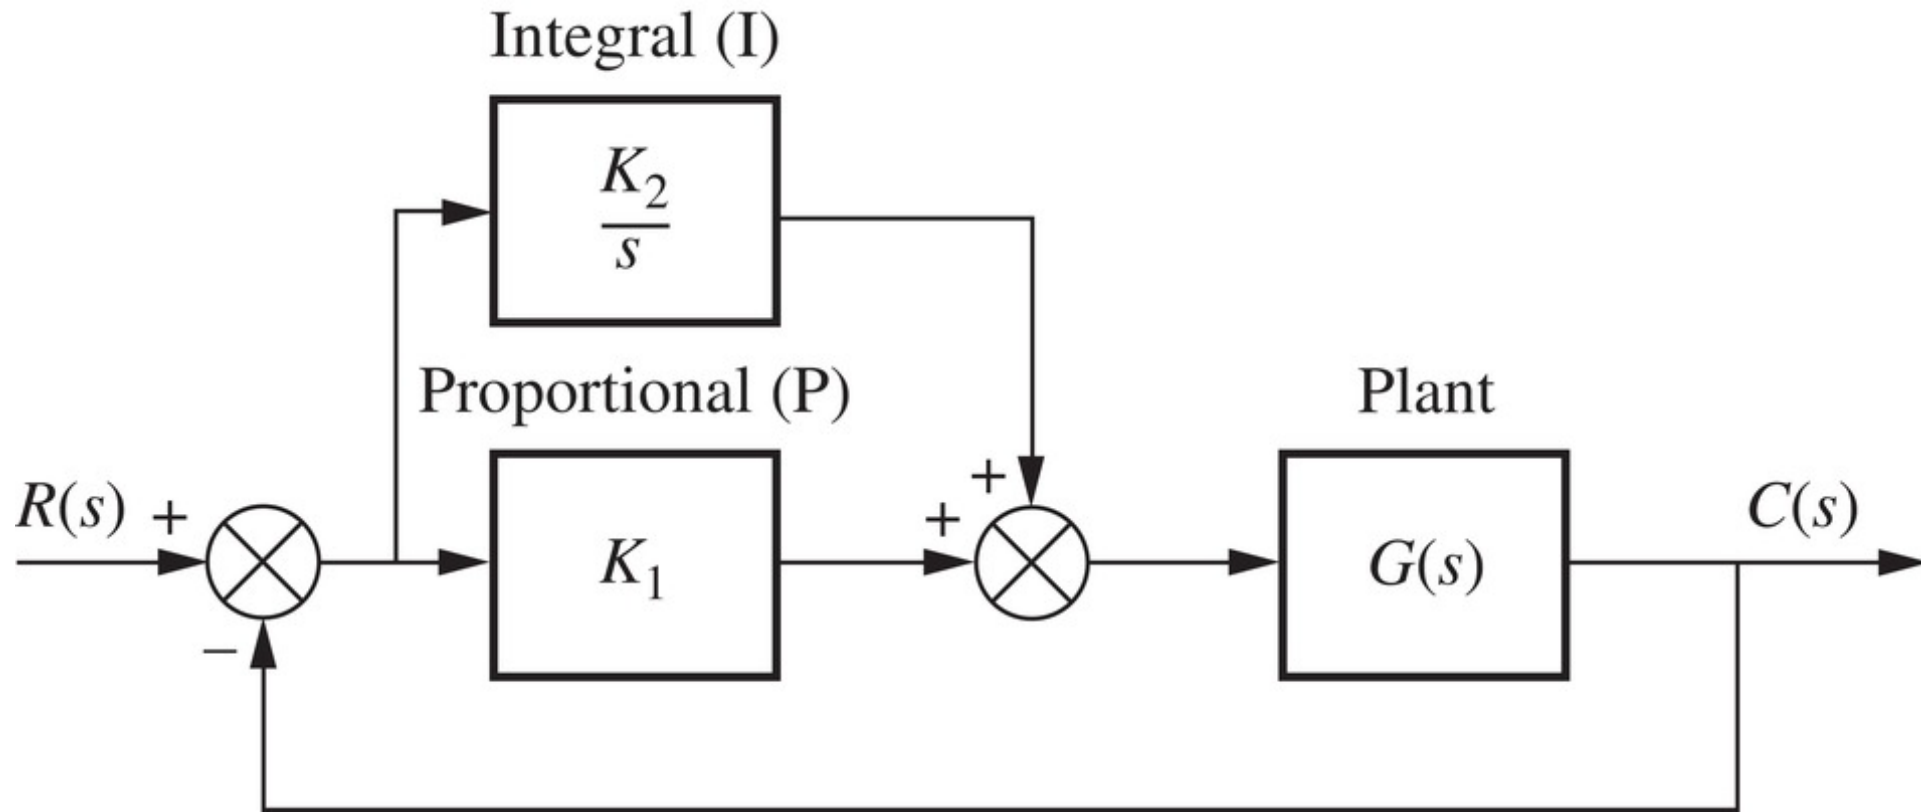 Integral (I)
K₂
s
Proportional (P)
Plant
R(s) +
K₁
+
+
G(s)
C(s)
−